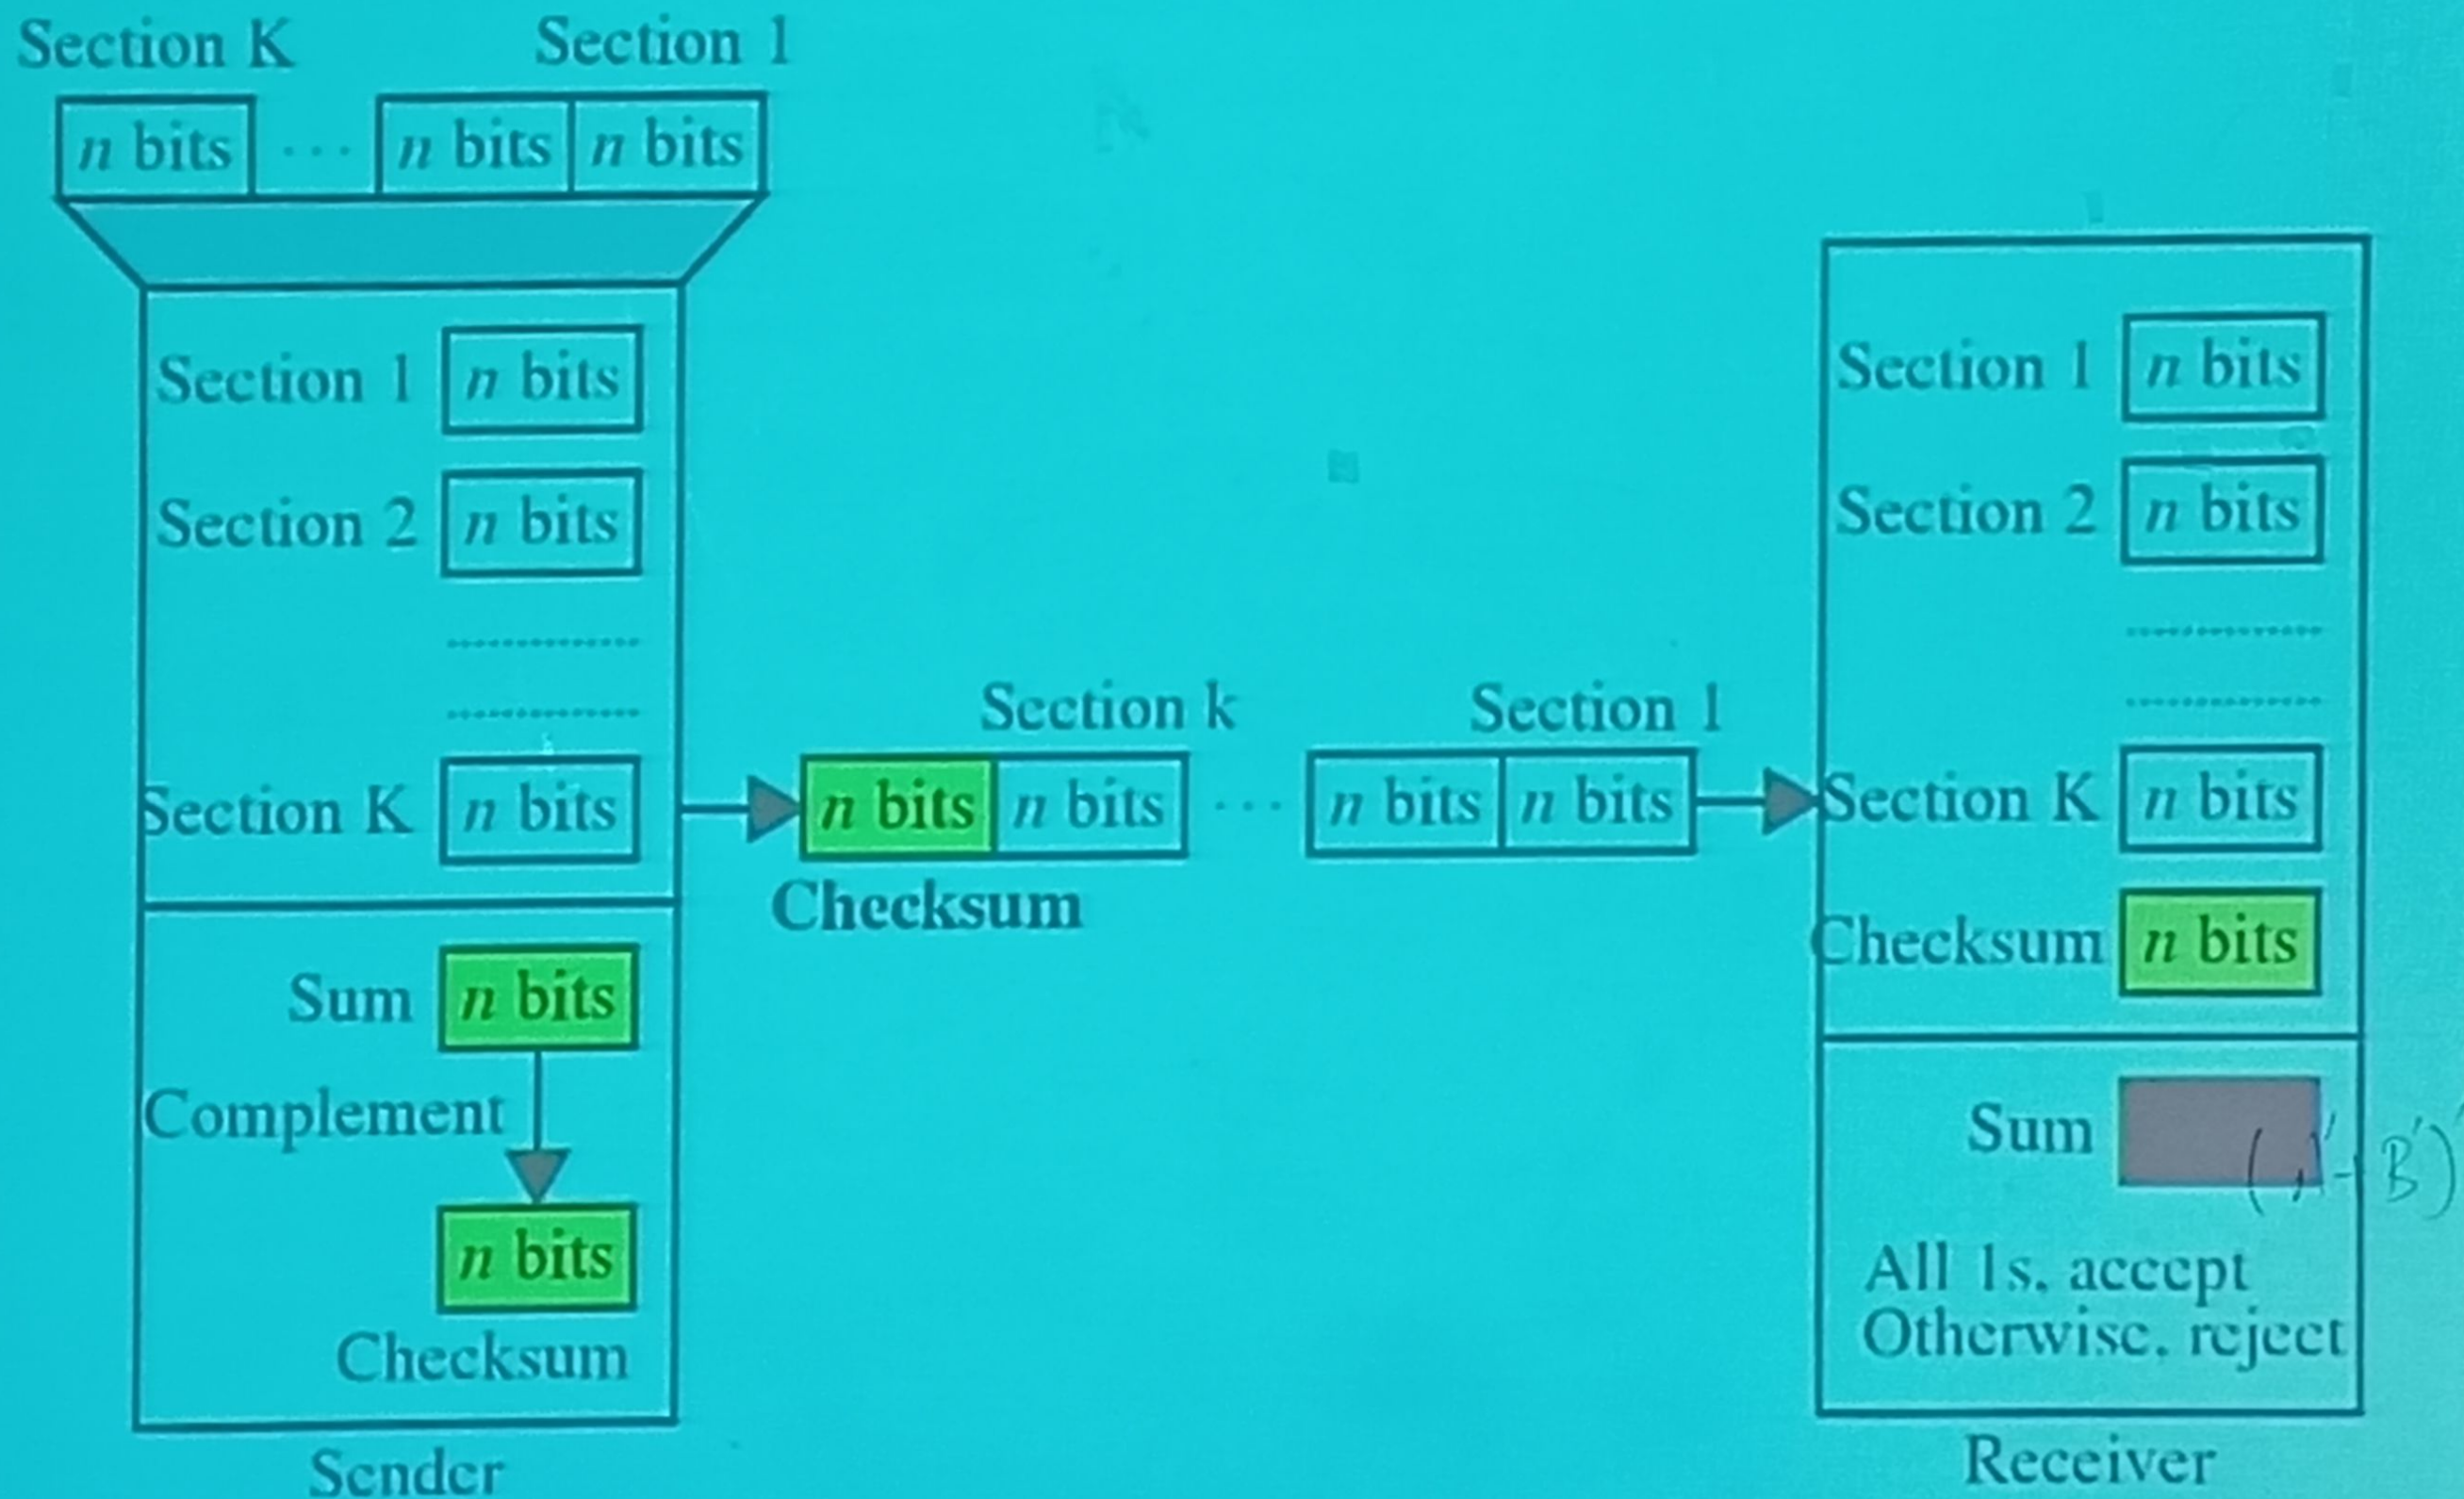 Section K Section 1
n bits ... n bits n bits
Section 1 n bits
Section 2 n bits
Section K n bits
Sum n bits
Complement
n bits
Checksum
Sender
Section k Section 1
n bits n bits ... n bits n bits
Checksum
Section 1 n bits
Section 2 n bits
Section K n bits
Checksum n bits
Sum
B')'
All 1s, accept
Otherwise, reject
Receiver